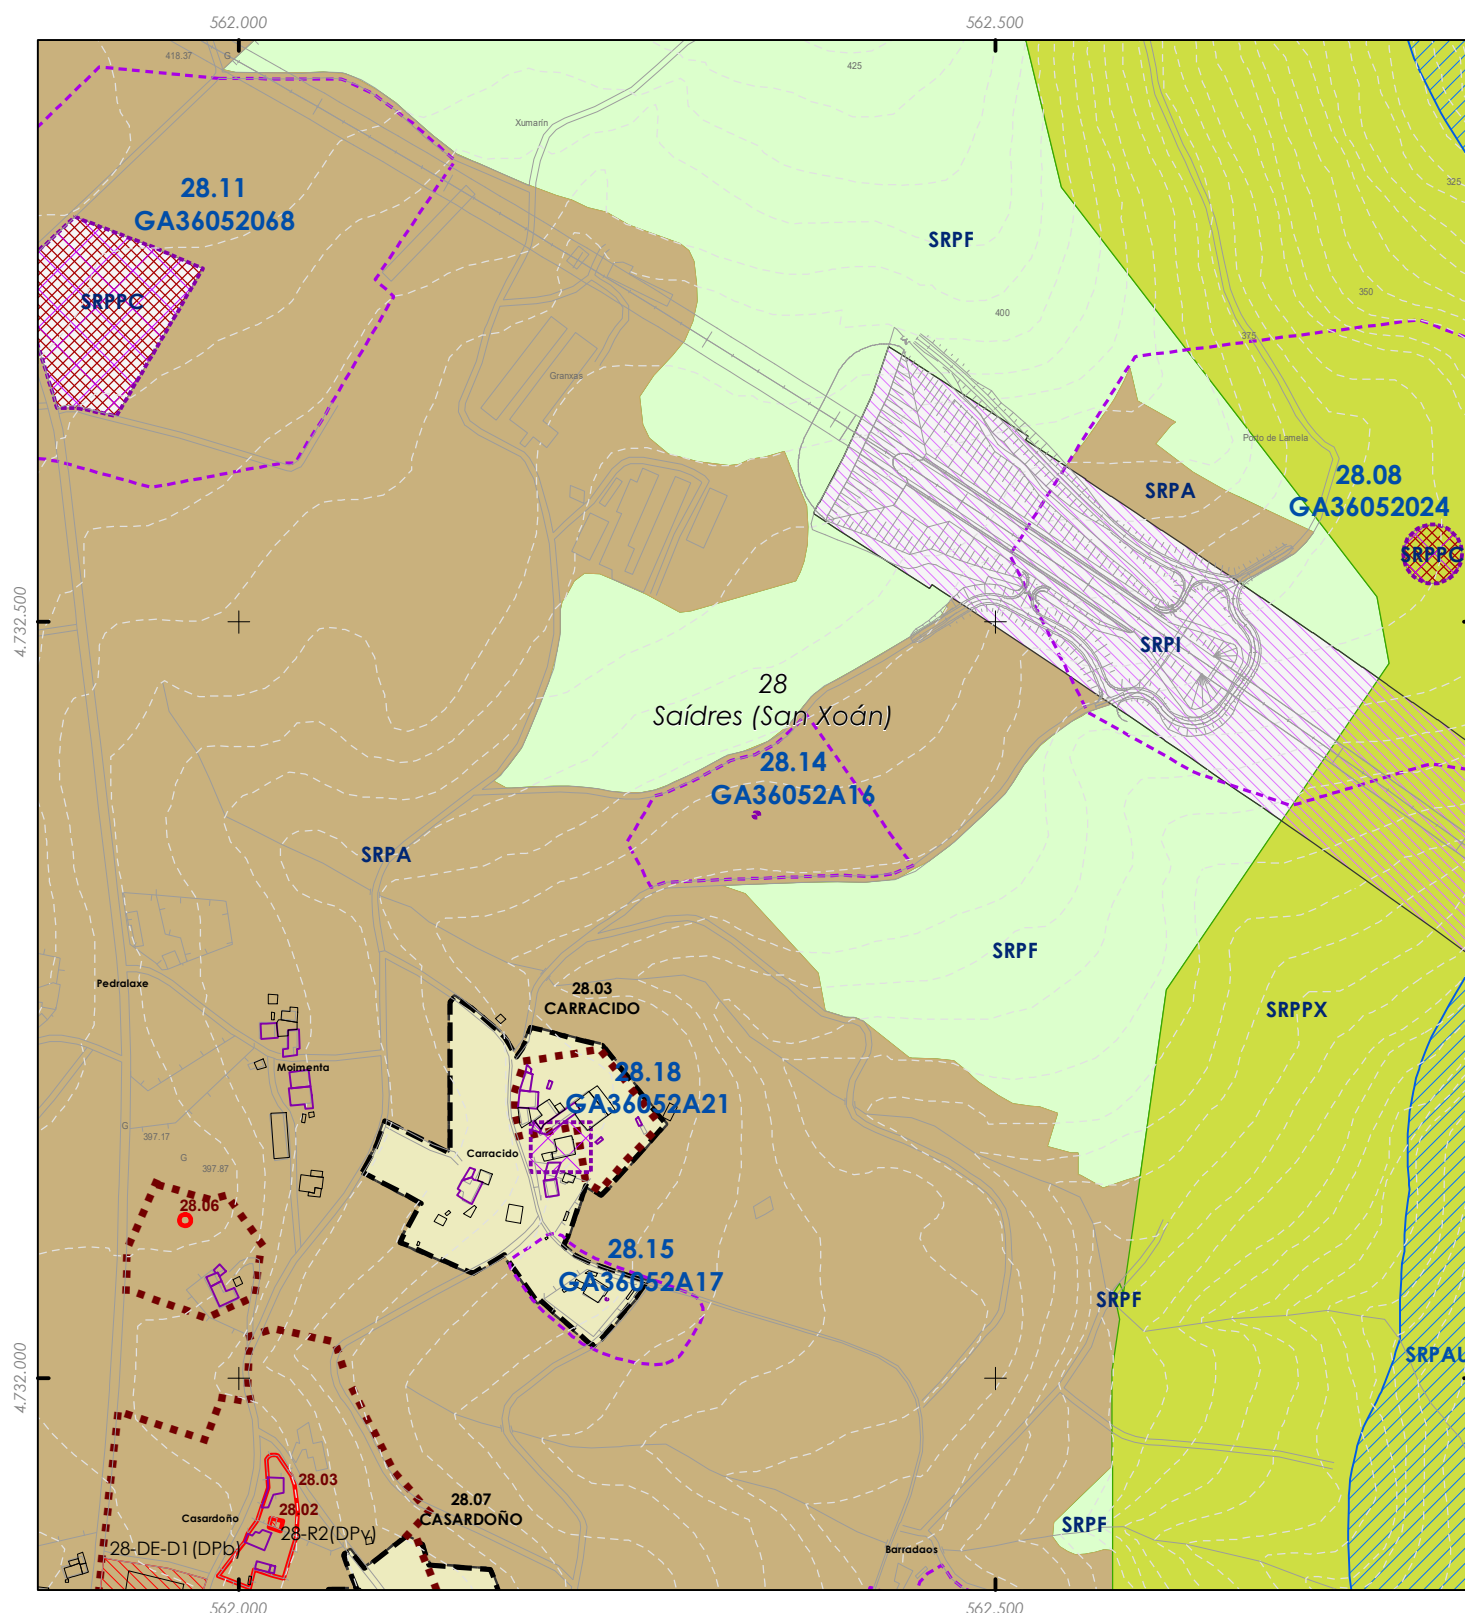 562.000
562.500
418.37
G
425
Xumarín
325
28.11
GA36052068
SRPF
SRPPC
350
400
375
Granxas
Porto de Lamela
28.08
GA36052024
SRPA
SRPPC
4.732.500
SRPI
28
Saídres (San Xoán)
28.14
GA36052A16
SRPA
SRPF
Pedralaxe
28.03
CARRACIDO
SRPPX
Moimenta
28.18
GA36052A21
G
397.17
G
397.87
Carracido
28.06
28.15
GA36052A17
SRPF
SRPAU
4.732.000
28.03
28.07
CASARDOÑO
28.02
Casardoño
28-R2(DPv)
SRPF
28-DE-D1(DPb)
Barradaos
562.000
562.500